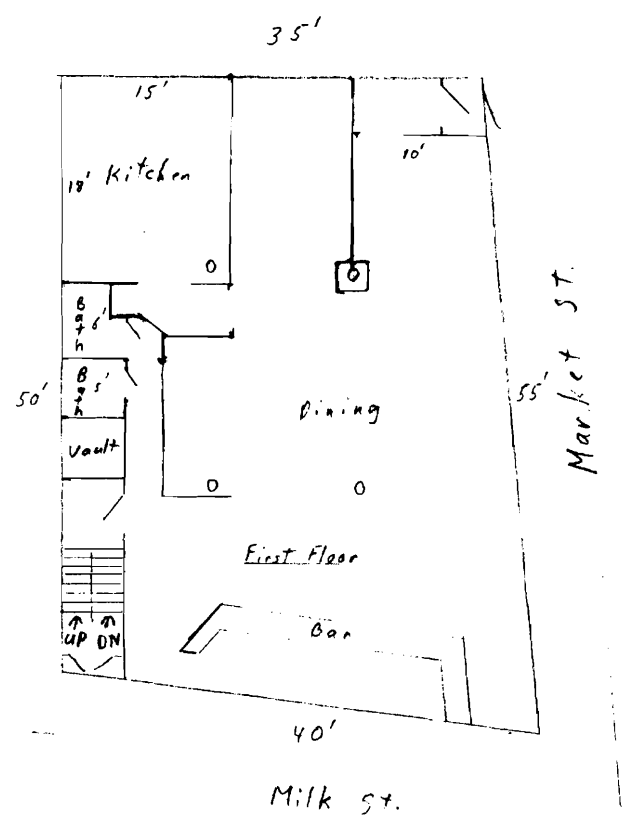 35'
15'
18' Kitchen
10'
Bath 6'
Bath 5'
50'
55'
Market st.
Dining
Vault
First Floor
Bar
UP DN
40'
Milk st.